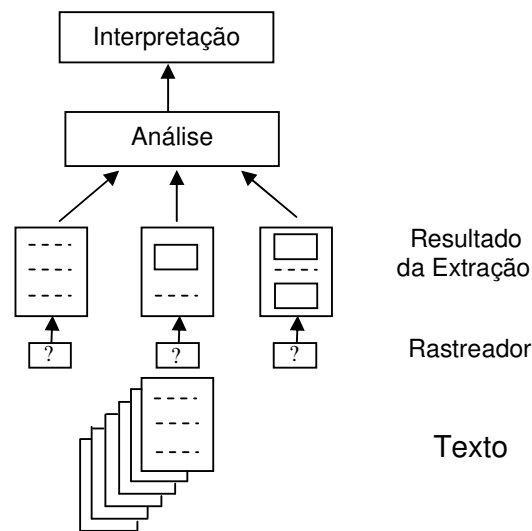 Interpretação
Análise
Resultado
da Extração
? ? ?
Rastreador
Texto